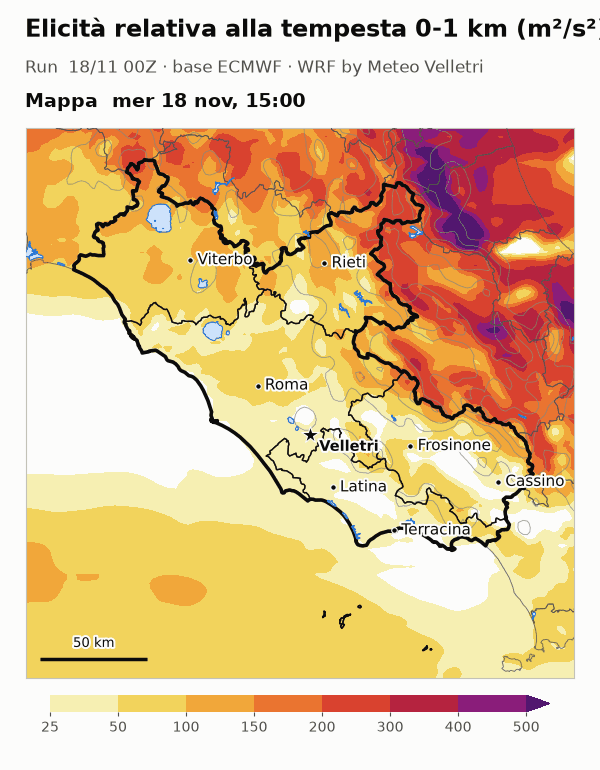 Elicità relativa alla tempesta 0-1 km (m²/s²)
Run 18/11 00Z · base ECMWF · WRF by Meteo Velletri
Mappa mer 18 nov, 15:00
Viterbo
Rieti
Roma
Velletri
Frosinone
Cassino
Latina
Terracina
50 km
25 50 100 150 200 300 400 500